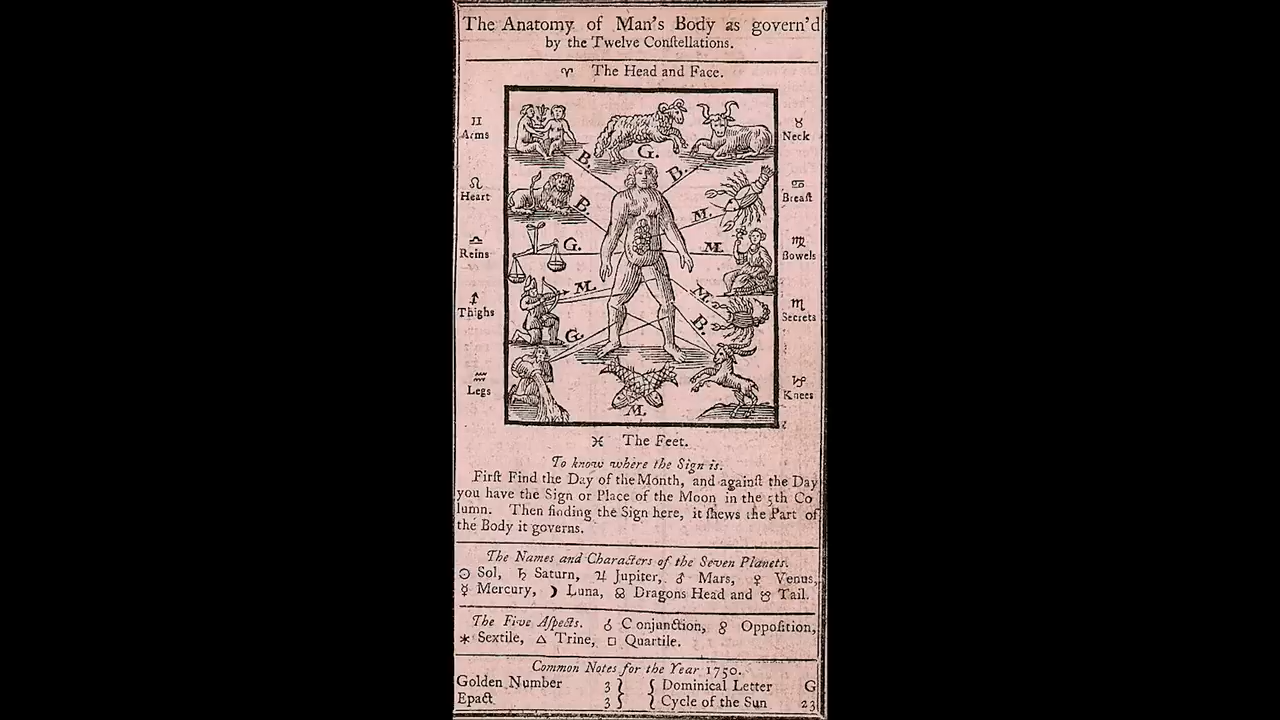 The Anatomy of Man's Body as govern'd
by the Twelve Conſtellations.
♈ The Head and Face.
♊
Arms
♉
Neck
G.
B.
B.
♌
Heart
♋
Breaſt
B.
M.
♎
Reins
♍
Bowels
G.
M.
♐
Thighs
♏
Secrets
M.
M.
B.
G.
♒
Legs
♑
Knees
M.
♓ The Feet.
To know where the Sign is.
Firſt Find the Day of the Month, and againſt the Day
you have the Sign or Place of the Moon in the 5th Co
lumn. Then finding the Sign here, it ſhews the Part of
the Body it governs.
The Names and Characters of the Seven Planets.
☉ Sol, ♄ Saturn, ♃ Jupiter, ♂ Mars, ♀ Venus,
☿ Mercury, ☽ Luna, ☊ Dragons Head and ☋ Tail.
The Five Aſpects. ☌ Conjunction, ☍ Oppoſition,
⚹ Sextile, △ Trine, □ Quartile.
Common Notes for the Year 1750.
Golden Number 3 } { Dominical Letter G
Epact 3 } { Cycle of the Sun 23